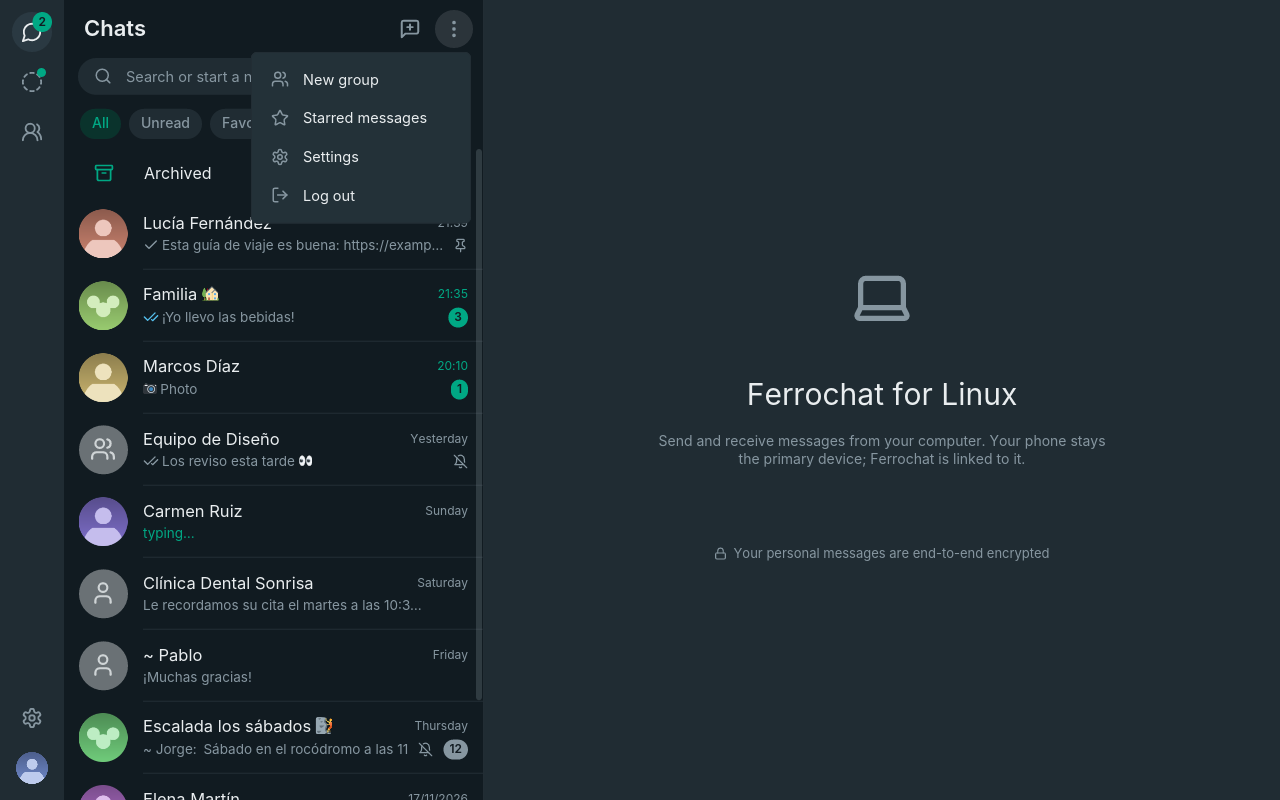 2
Chats
Search or start a n
New group
Starred messages
Settings
Log out
All
Unread
Favo
Archived
Lucía Fernández
21:39
Esta guía de viaje es buena: https://examp...
Familia
21:35
¡Yo llevo las bebidas!
3
Marcos Díaz
20:10
Photo
1
Equipo de Diseño
Yesterday
Los reviso esta tarde 👀
Carmen Ruiz
Sunday
typing...
Clínica Dental Sonrisa
Saturday
Le recordamos su cita el martes a las 10:3...
~ Pablo
Friday
¡Muchas gracias!
Escalada los sábados
Thursday
~ Jorge: Sábado en el rocódromo a las 11
12
Elena Martín
17/11/2026
Ferrochat for Linux
Send and receive messages from your computer. Your phone stays
the primary device; Ferrochat is linked to it.
Your personal messages are end-to-end encrypted